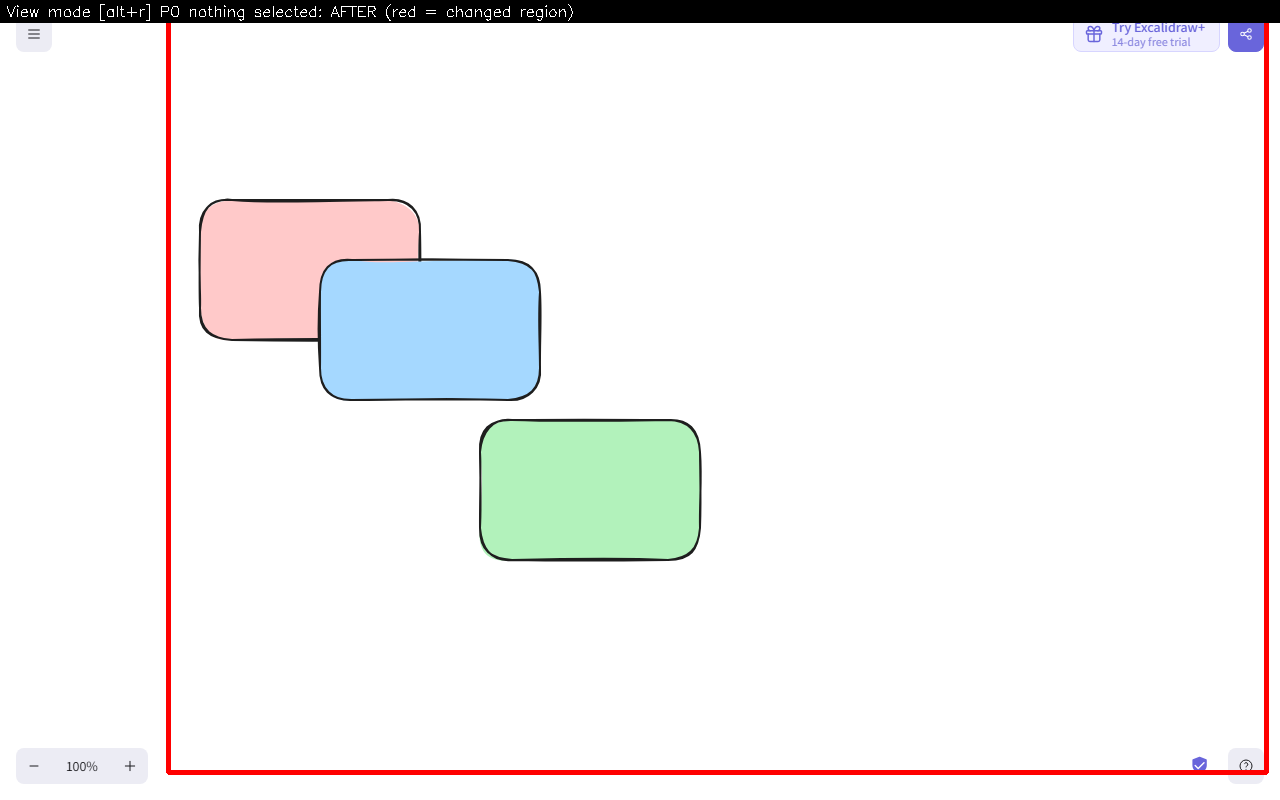 View mode [alt+r] P0 nothing selected: AFTER (red = changed region)
Try Excalidraw+
14-day free trial
100%